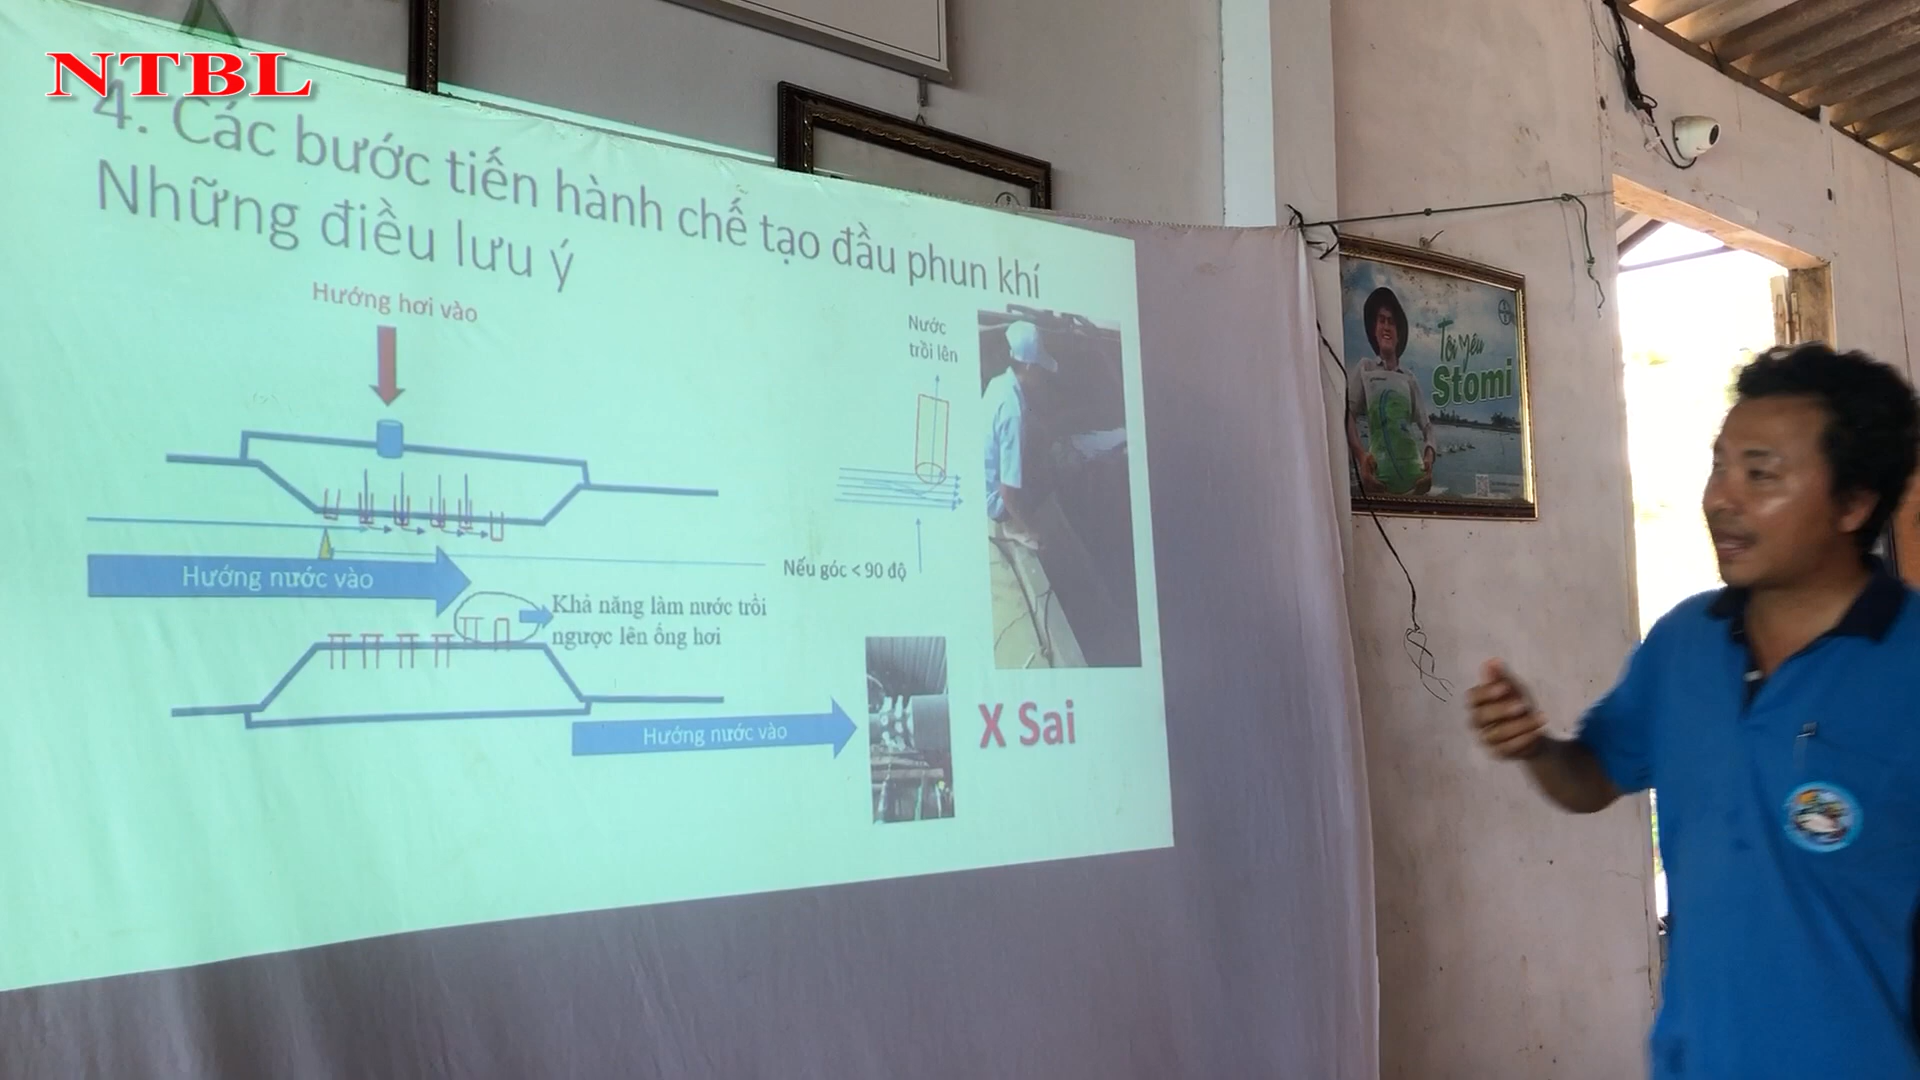 NTBL
4. Các bước tiến hành chế tạo đầu phun khí
Những điều lưu ý
Hướng hơi vào
Nước
trồi lên
Nếu góc < 90 độ
Hướng nước vào
Khả năng làm nước trồi
ngược lên ống hơi
Hướng nước vào
X Sai
Tôi yêu
Stomi